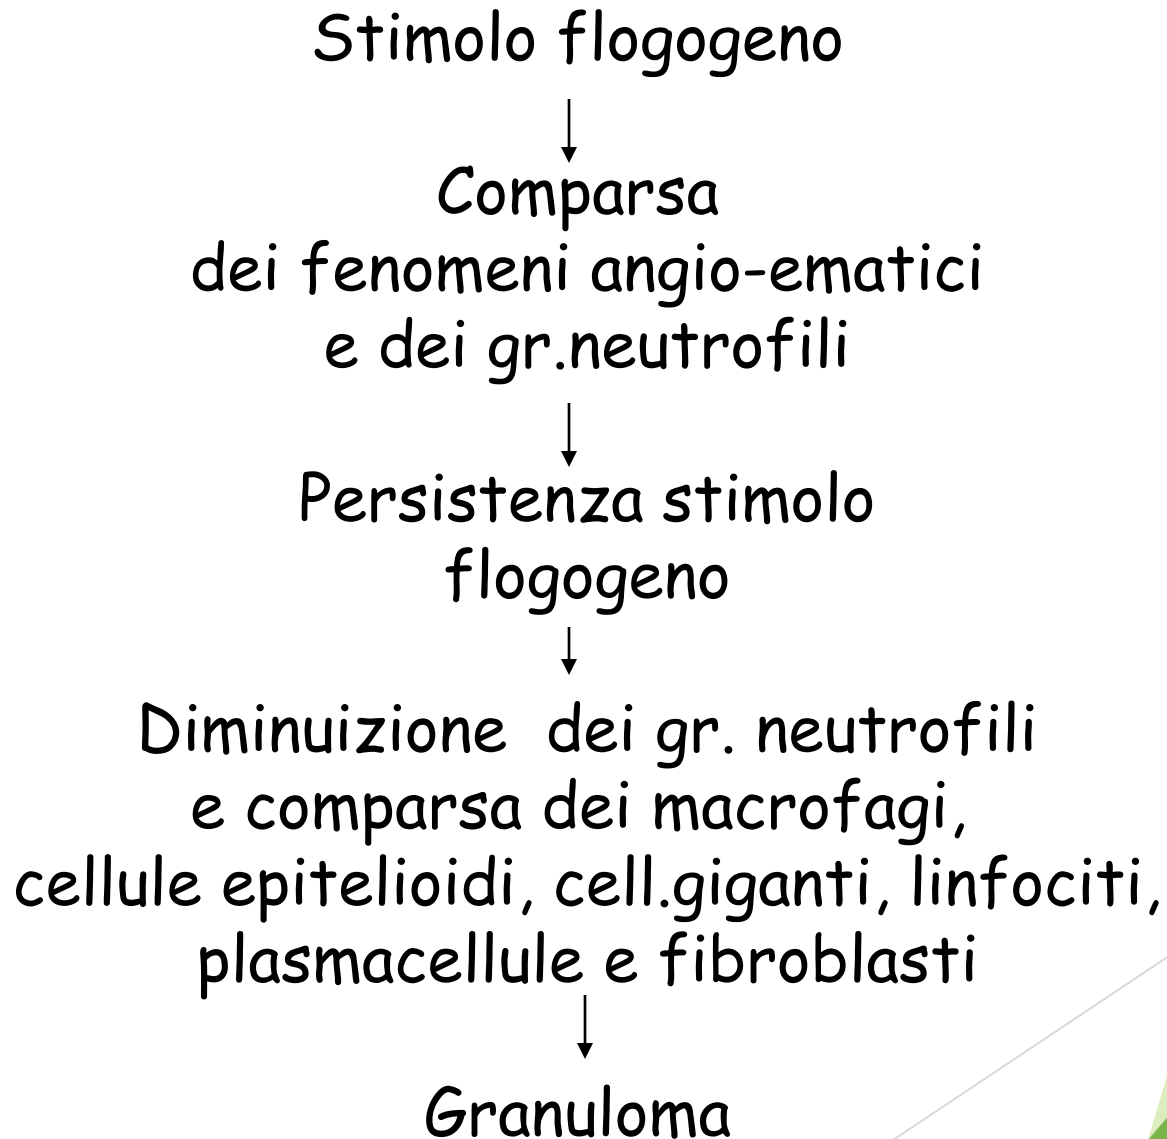 Stimolo flogogeno
Comparsa
dei fenomeni angio-ematici
e dei gr.neutrofili
Persistenza stimolo
flogogeno
Diminuizione dei gr. neutrofili
e comparsa dei macrofagi,
cellule epitelioidi, cell.giganti, linfociti,
plasmacellule e fibroblasti
Granuloma